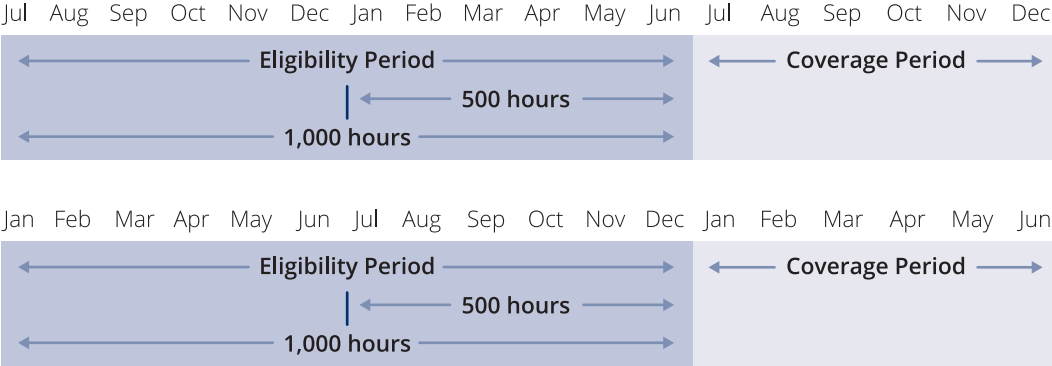 Jul Aug Sep Oct Nov Dec Jan Feb Mar Apr May Jun Jul Aug Sep Oct Nov Dec
Eligibility Period Coverage Period
500 hours
1,000 hours
Jan Feb Mar Apr May Jun Jul Aug Sep Oct Nov Dec Jan Feb Mar Apr May Jun
Eligibility Period Coverage Period
500 hours
1,000 hours